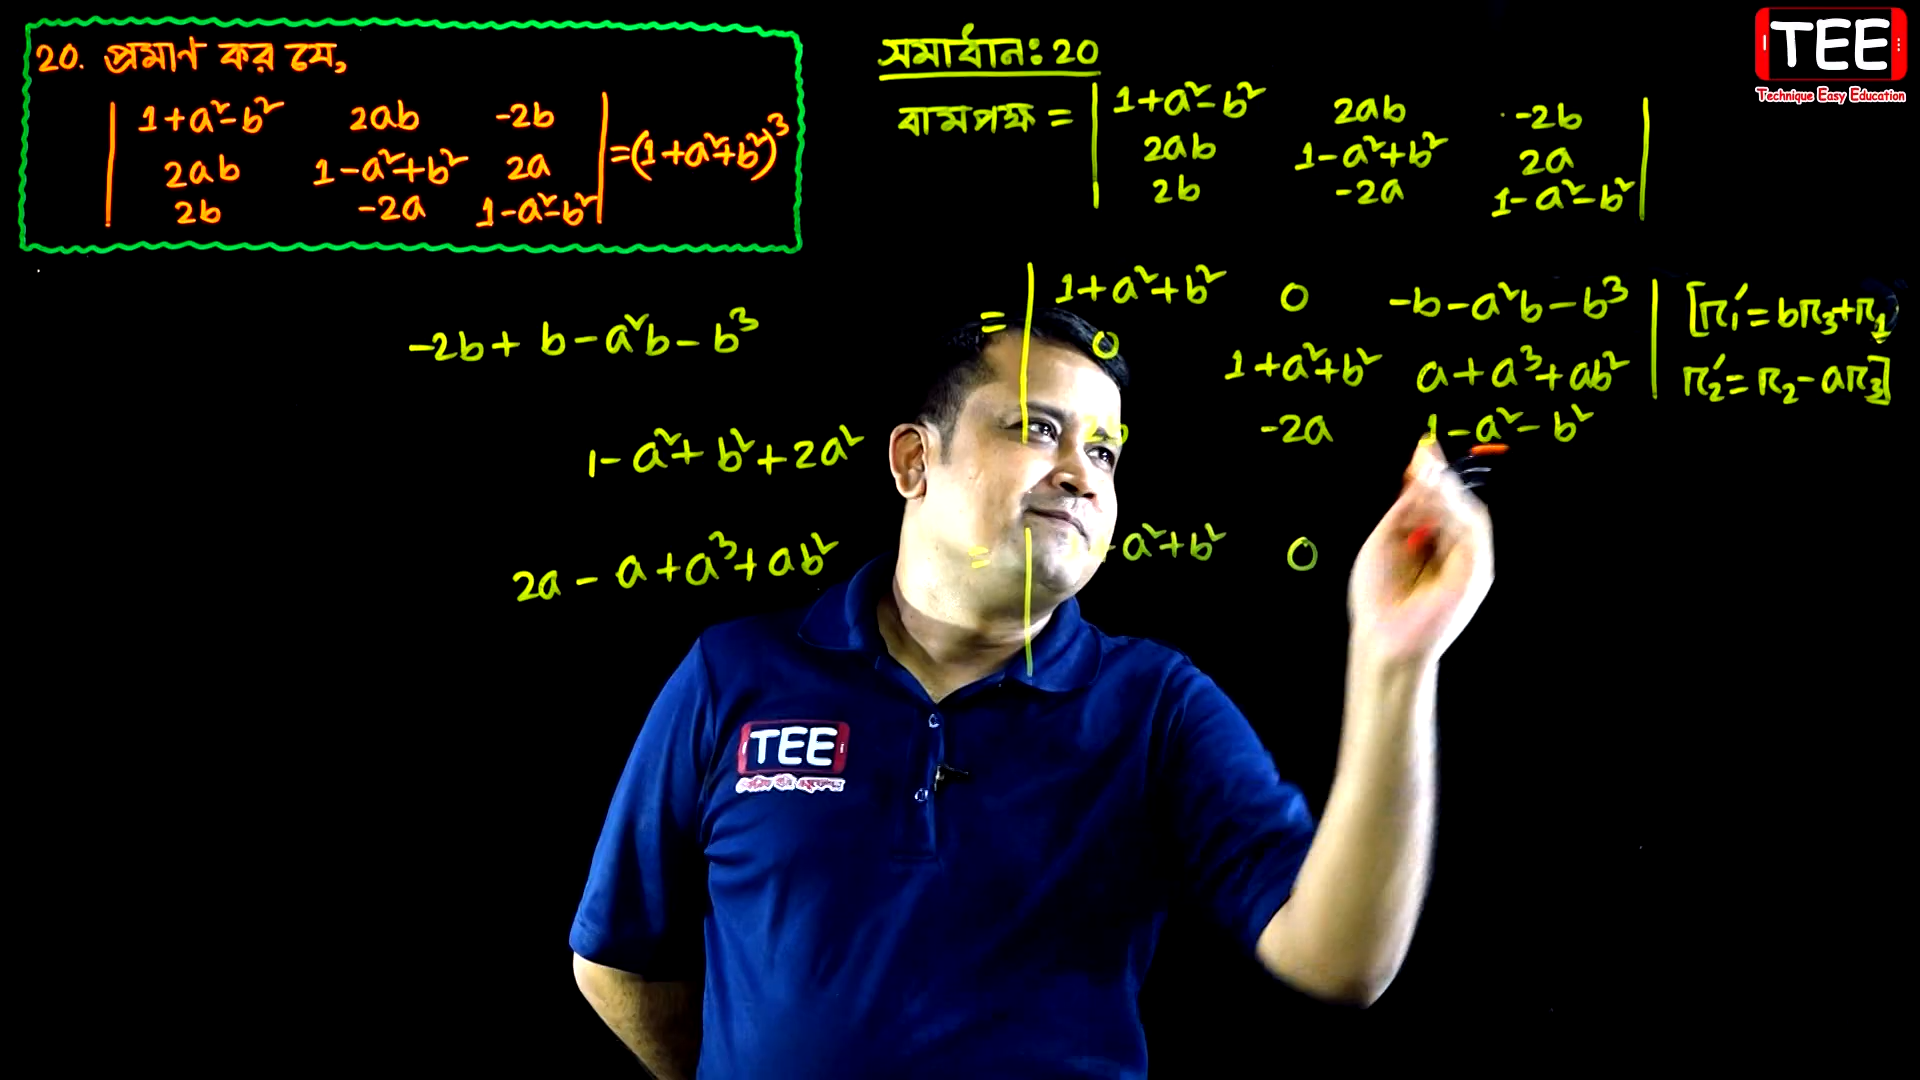 20. প্রমাণ কর যে,
| 1+a²-b² 2ab -2b |
| 2ab 1-a²+b² 2a | =(1+a²+b²)³
| 2b -2a 1-a²-b² |
সমাধান: 20
বামপক্ষ = | 1+a²-b² 2ab -2b |
| 2ab 1-a²+b² 2a |
| 2b -2a 1-a²-b² |
= | 1+a²+b² 0 -b-a²b-b³ | [r₁′=br₃+r₁
0 1+a²+b² a+a³+ab² | r₂′=r₂-ar₃]
2b -2a 1-a²-b²
= | 1+a²+b² 0
-2b+b-a²b-b³
1-a²+b²+2a²
2a-a+a³+ab²
TEE
Technique Easy Education
TEE